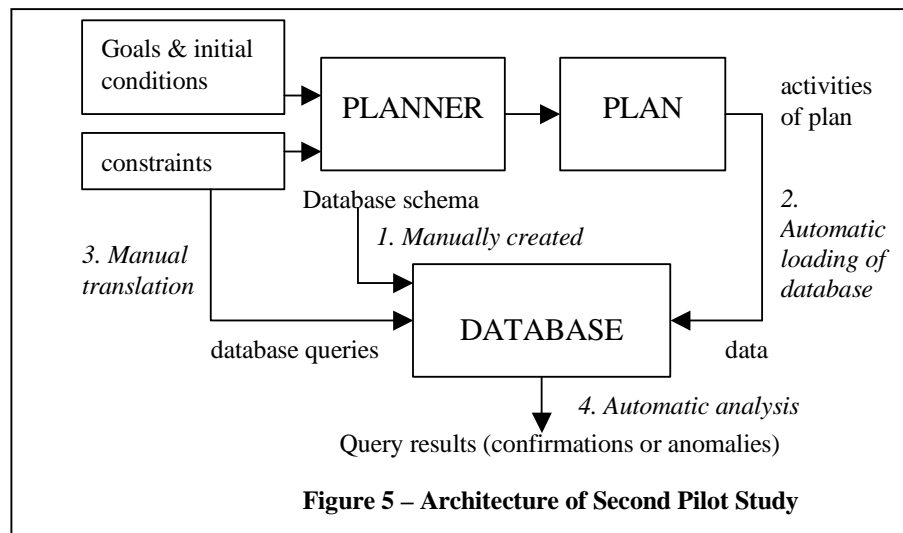 Goals & initial
conditions
PLANNER
PLAN
activities
of plan
constraints
Database schema
1. Manually created
2.
Automatic
loading of
database
3. Manual
translation
DATABASE
database queries
data
4. Automatic analysis
Query results (confirmations or anomalies)
Figure 5 – Architecture of Second Pilot Study